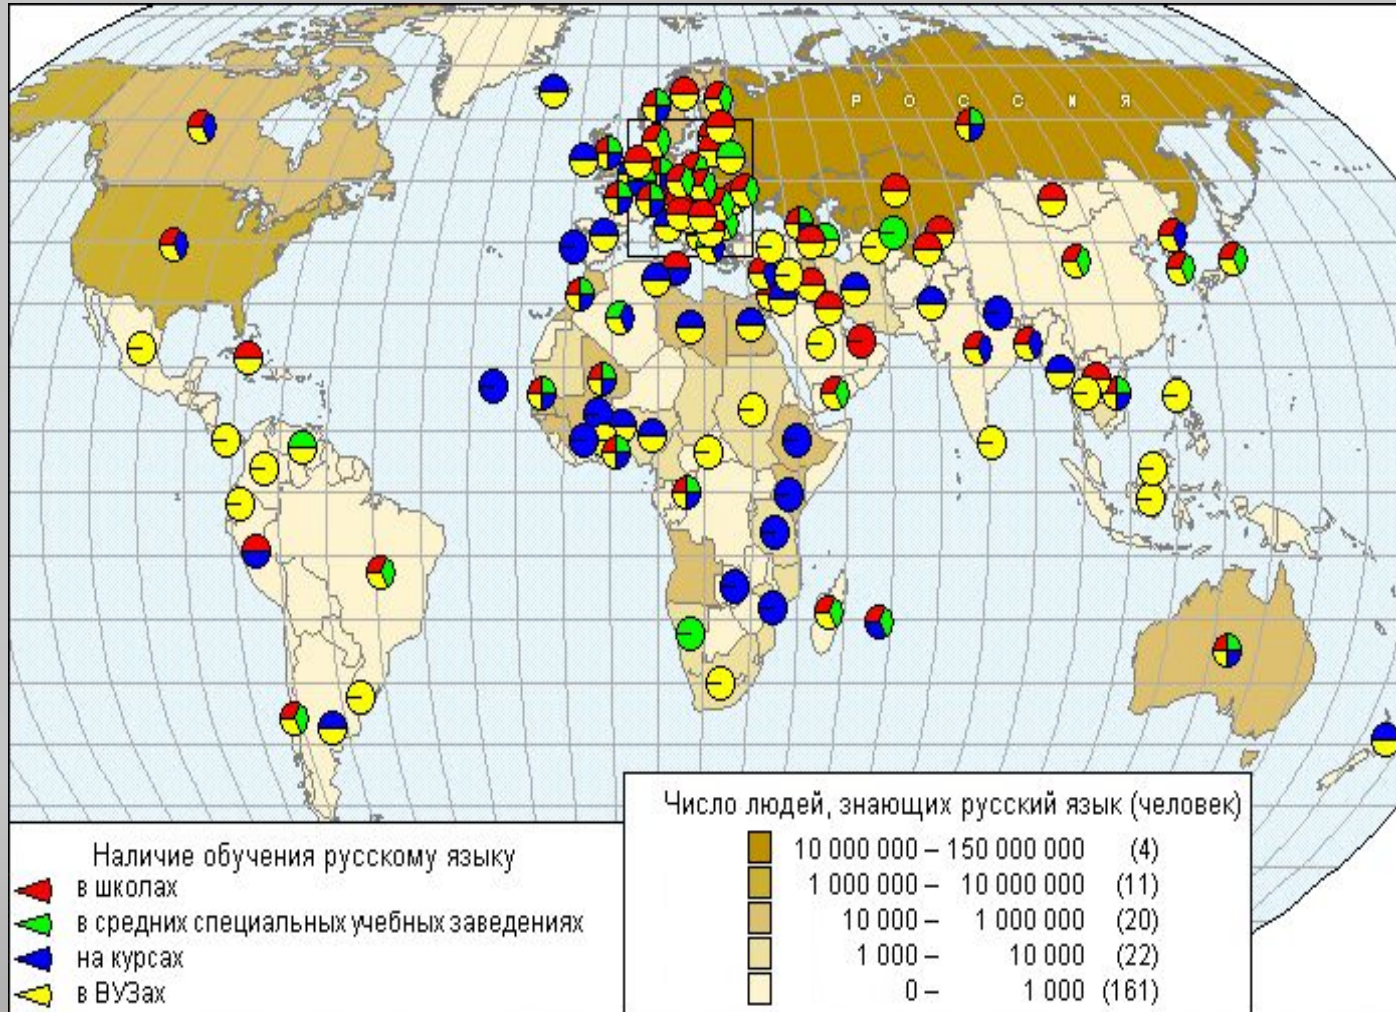 Р О С С И Я
Наличие обучения русскому языку
в школах
в средних специальных учебных заведениях
на курсах
в ВУЗах
Число людей, знающих русский язык (человек)
10 000 000 – 150 000 000 (4)
1 000 000 – 10 000 000 (11)
10 000 – 1 000 000 (20)
1 000 – 10 000 (22)
0 – 1 000 (161)